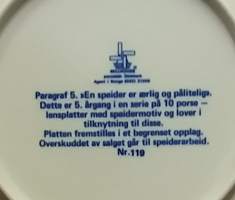 Paragraf 5. »En speider er ærlig og pålitelig«.
Dette er 5. årgang i en serie på 10 porse-
lensplatter med speidermotiv og lover i
tilknytning til disse.
Platten fremstilles i et begrenset opplag.
Overskuddet av salget går til speiderarbeid.
Nr. 119